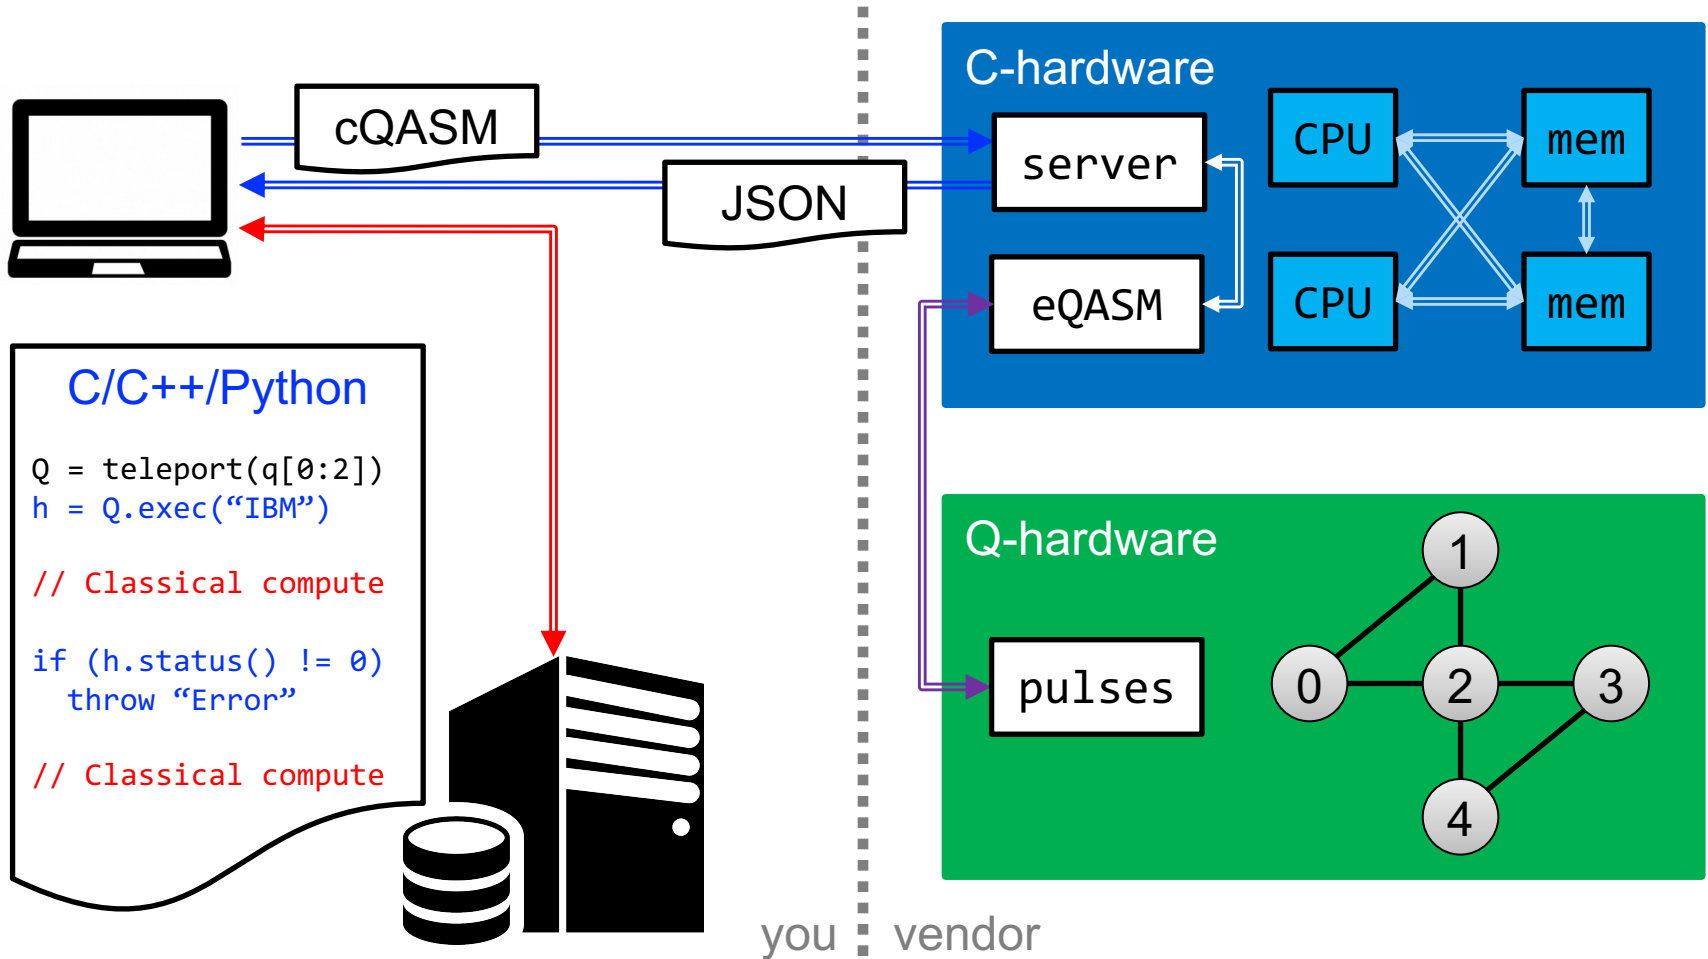 cQASM
JSON
C/C++/Python
Q = teleport(q[0:2])
h = Q.exec(“IBM”)
// Classical compute
if (h.status() != 0)
throw “Error”
// Classical compute
you
vendor
C-hardware
server
CPU
mem
eQASM
CPU
mem
Q-hardware
pulses
1
0
2
3
4